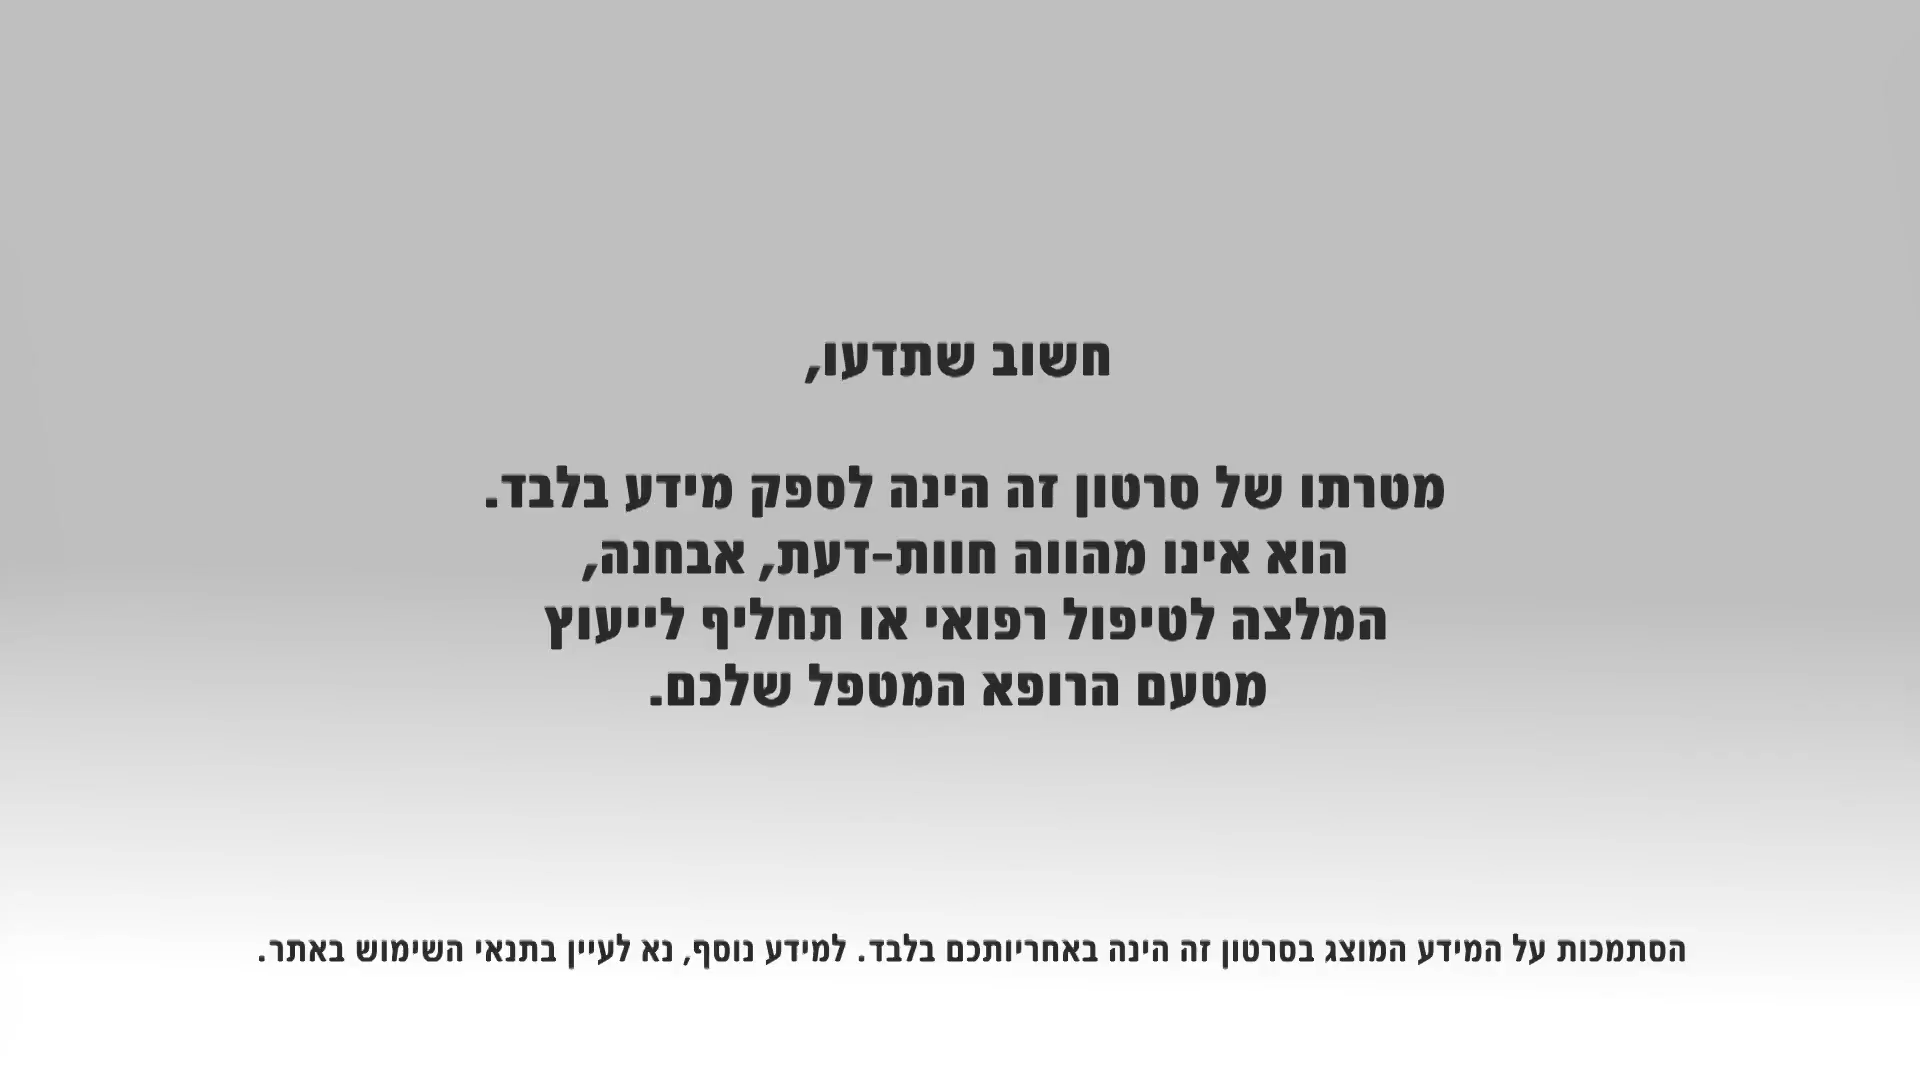 חשוב שתדעו,
מטרתו של סרטון זה הינה לספק מידע בלבד.
הוא אינו מהווה חוות-דעת, אבחנה,
המלצה לטיפול רפואי או תחליף לייעוץ
מטעם הרופא המטפל שלכם.
הסתמכות על המידע המוצג בסרטון זה הינה באחריותכם בלבד. למידע נוסף, נא לעיין בתנאי השימוש באתר.